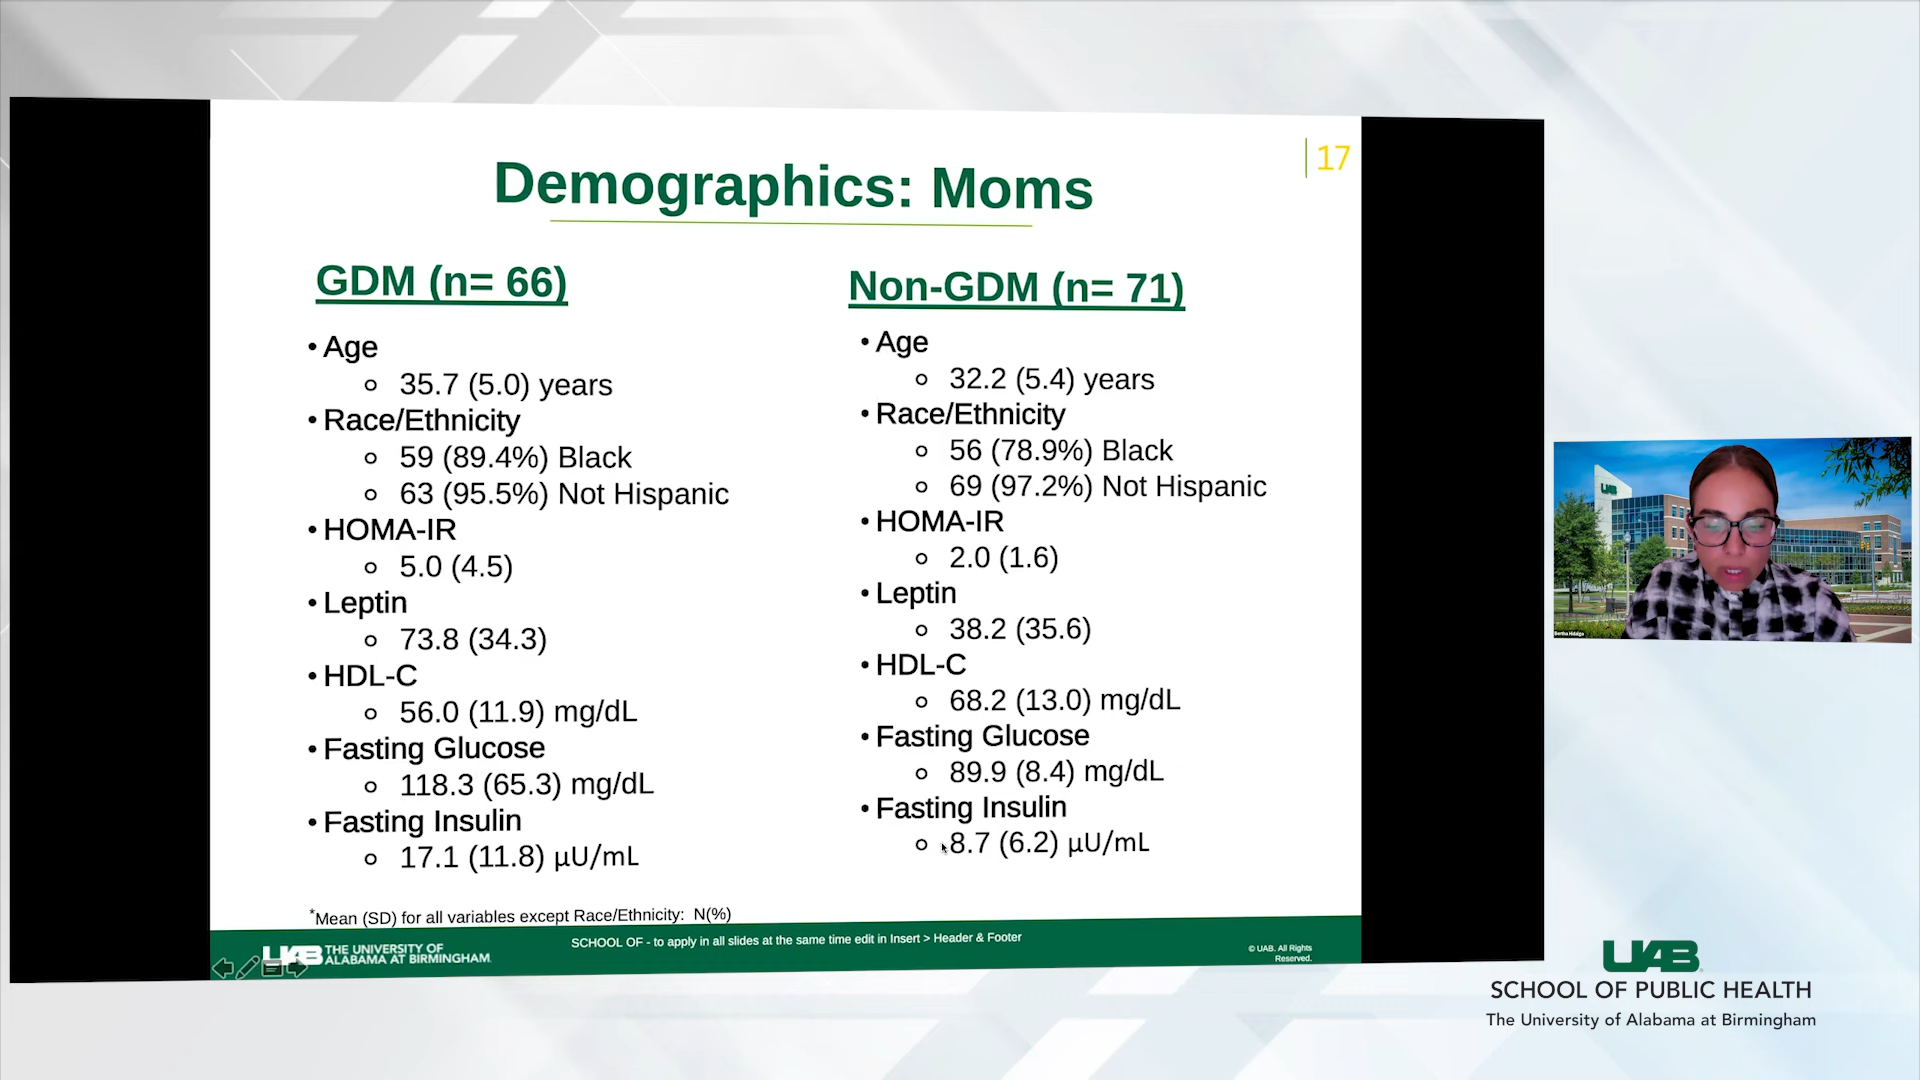 17
Demographics: Moms
GDM (n= 66)
• Age
35.7 (5.0) years
• Race/Ethnicity
59 (89.4%) Black
63 (95.5%) Not Hispanic
• HOMA-IR
5.0 (4.5)
• Leptin
73.8 (34.3)
• HDL-C
56.0 (11.9) mg/dL
• Fasting Glucose
118.3 (65.3) mg/dL
• Fasting Insulin
17.1 (11.8) µU/mL
Non-GDM (n= 71)
• Age
32.2 (5.4) years
• Race/Ethnicity
56 (78.9%) Black
69 (97.2%) Not Hispanic
• HOMA-IR
2.0 (1.6)
• Leptin
38.2 (35.6)
• HDL-C
68.2 (13.0) mg/dL
• Fasting Glucose
89.9 (8.4) mg/dL
• Fasting Insulin
8.7 (6.2) µU/mL
*Mean (SD) for all variables except Race/Ethnicity: N(%)
UAB THE UNIVERSITY OF
ALABAMA AT BIRMINGHAM.
SCHOOL OF - to apply in all slides at the same time edit in Insert > Header & Footer
© UAB. All Rights
Reserved.
UAB
Bertha Hidalgo
UAB
SCHOOL OF PUBLIC HEALTH
The University of Alabama at Birmingham